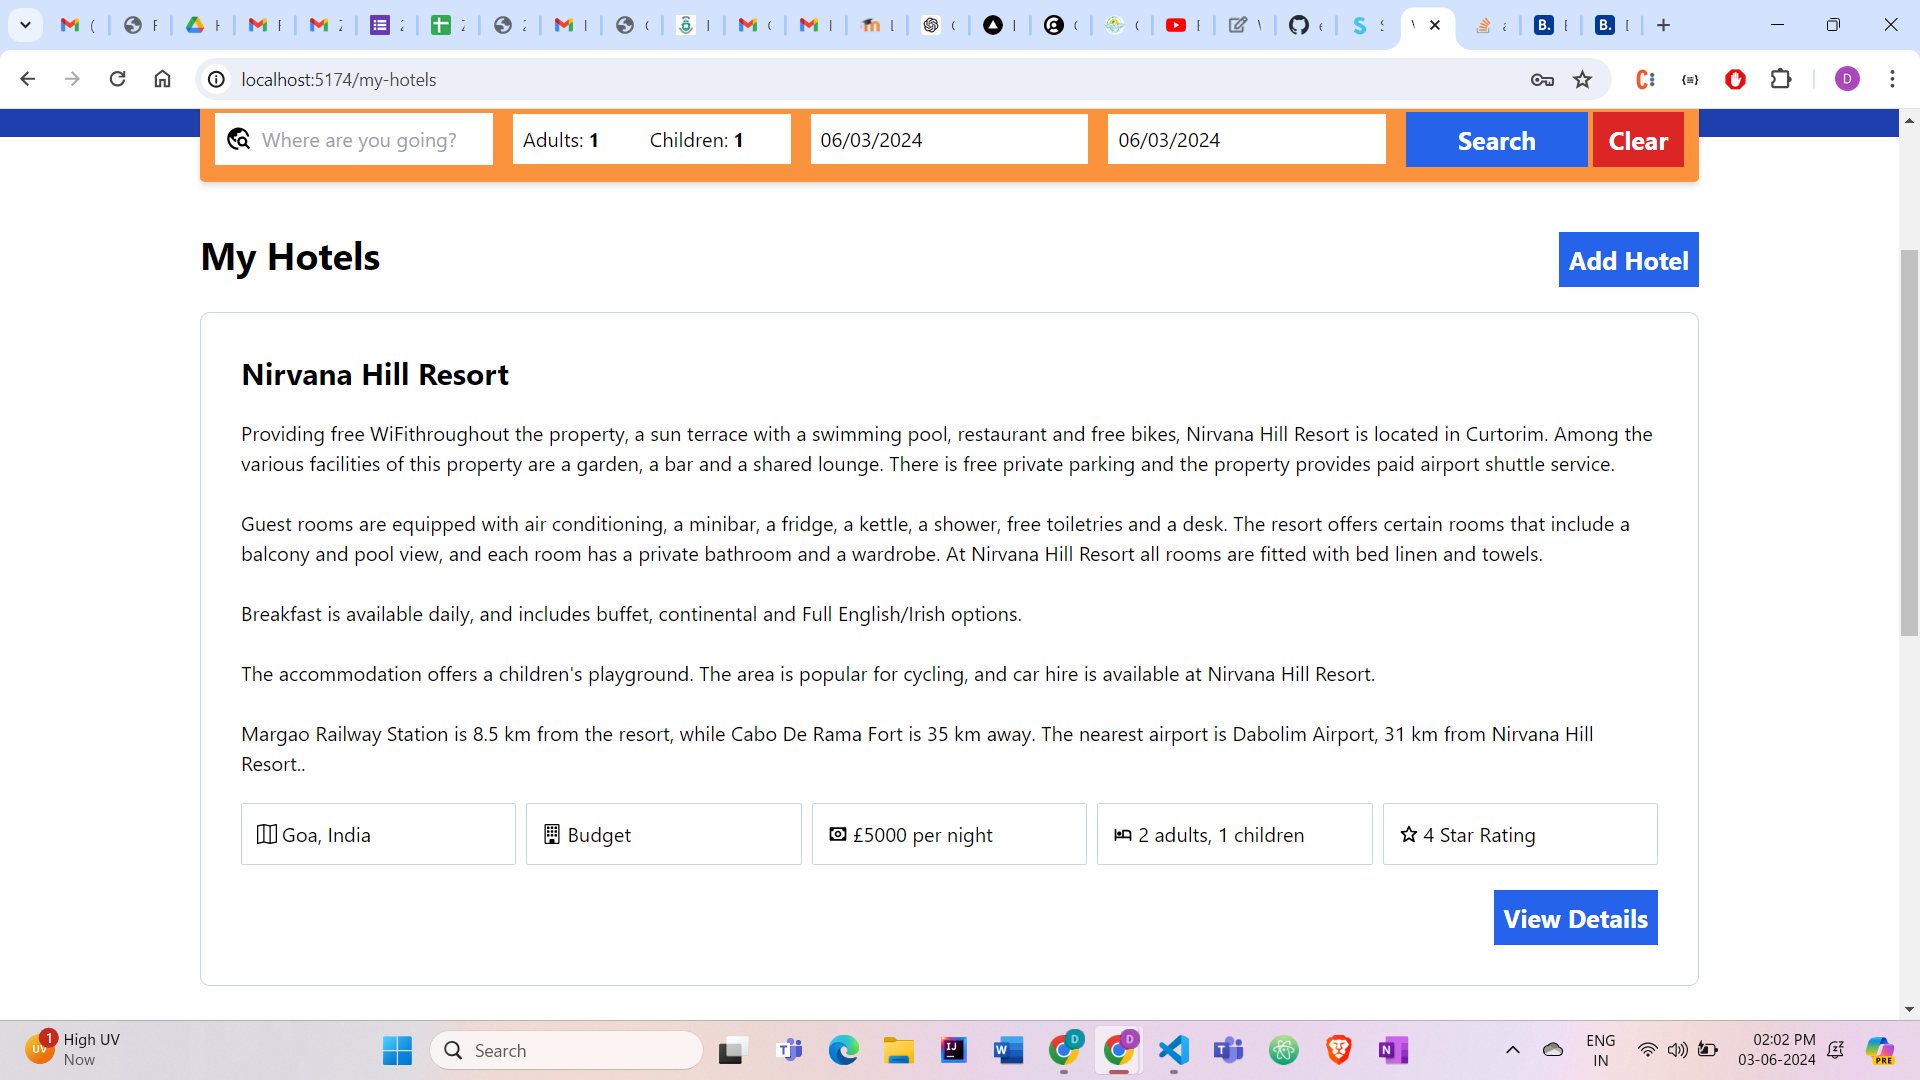 localhost:5174/my-hotels
D
Where are you going?
Adults: 1 Children: 1
06/03/2024
06/03/2024
Search
Clear
My Hotels
Add Hotel
Nirvana Hill Resort
Providing free WiFithroughout the property, a sun terrace with a swimming pool, restaurant and free bikes, Nirvana Hill Resort is located in Curtorim. Among the
various facilities of this property are a garden, a bar and a shared lounge. There is free private parking and the property provides paid airport shuttle service.
Guest rooms are equipped with air conditioning, a minibar, a fridge, a kettle, a shower, free toiletries and a desk. The resort offers certain rooms that include a
balcony and pool view, and each room has a private bathroom and a wardrobe. At Nirvana Hill Resort all rooms are fitted with bed linen and towels.
Breakfast is available daily, and includes buffet, continental and Full English/Irish options.
The accommodation offers a children's playground. The area is popular for cycling, and car hire is available at Nirvana Hill Resort.
Margao Railway Station is 8.5 km from the resort, while Cabo De Rama Fort is 35 km away. The nearest airport is Dabolim Airport, 31 km from Nirvana Hill
Resort..
Goa, India
Budget
£5000 per night
2 adults, 1 children
4 Star Rating
View Details
1
UV
High UV
Now
Search
ENG
IN
02:02 PM
03-06-2024
PRE